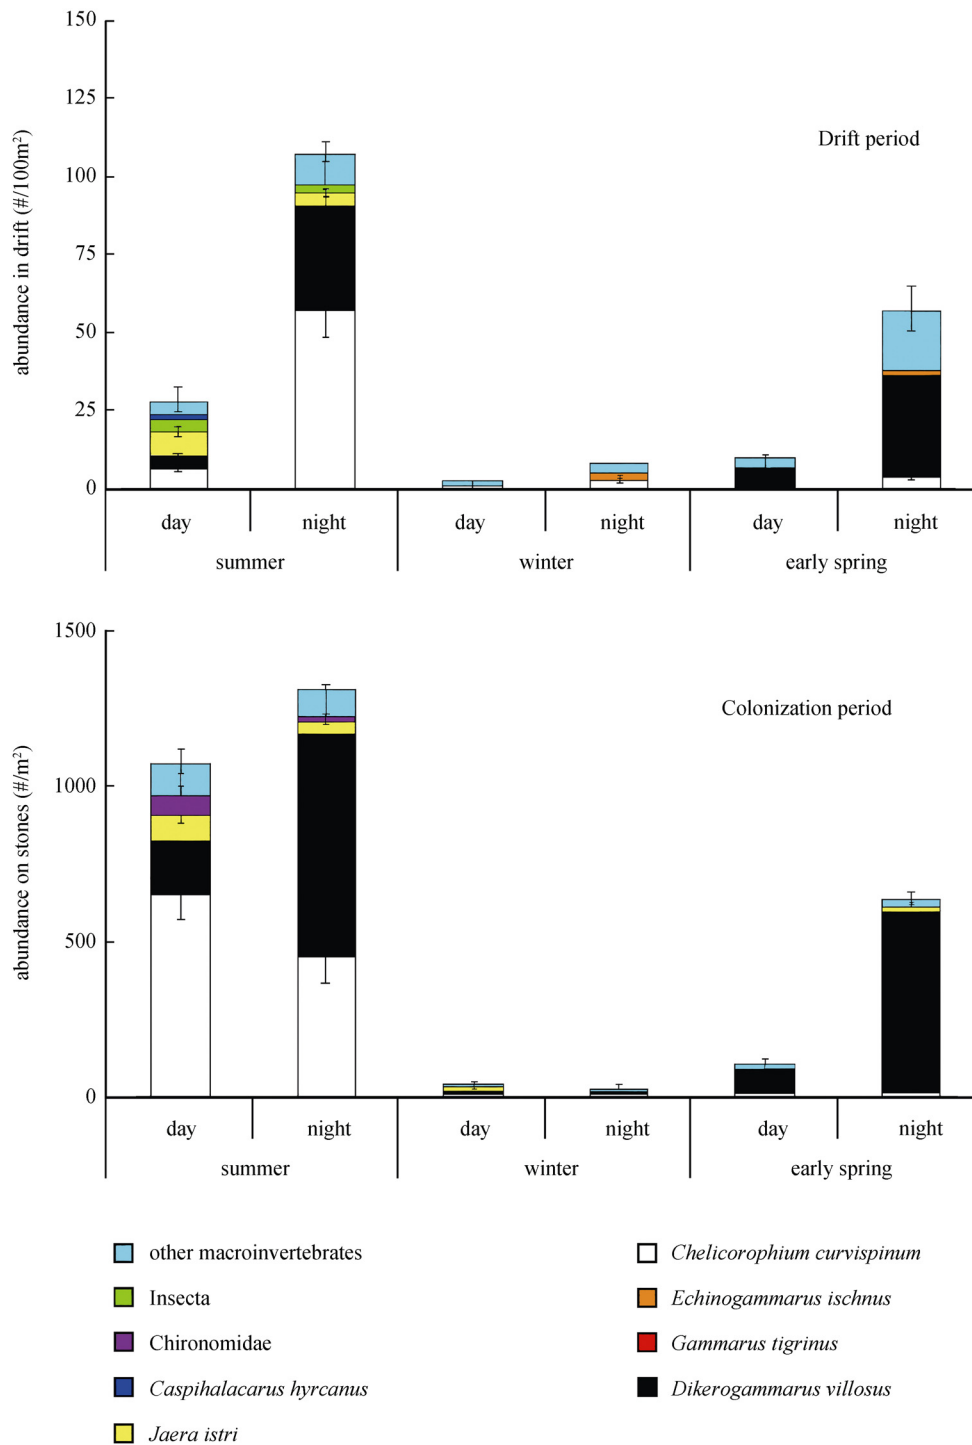 150
125
100
75
50
25
0
abundance in drift (#/100m²)
Drift period
day night day night day night
summer winter early spring
1500
1000
500
0
abundance on stones (#/m²)
Colonization period
day night day night day night
summer winter early spring
other macroinvertebrates
Insecta
Chironomidae
Caspihalacarus hyrcanus
Jaera istri
Chelicorophium curvispinum
Echinogammarus ischnus
Gammarus tigrinus
Dikerogammarus villosus